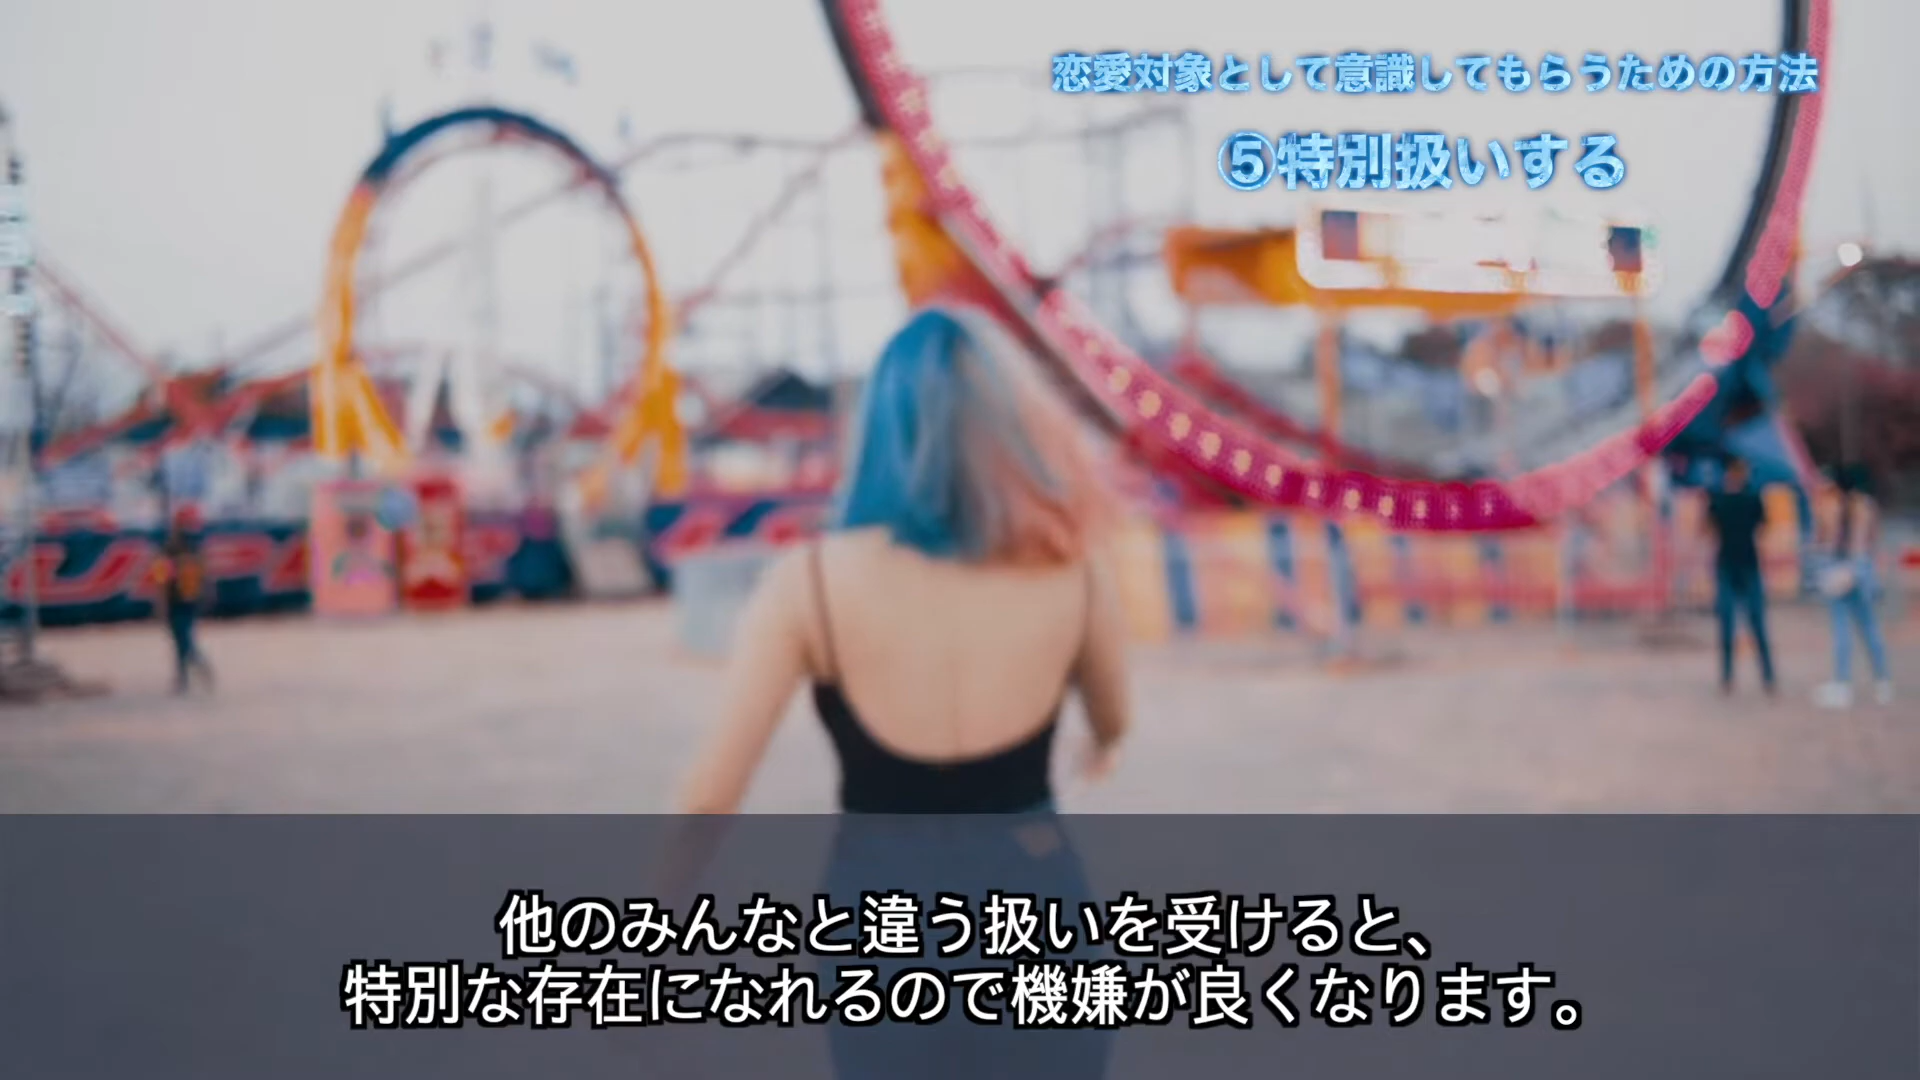 恋愛対象として意識してもらうための方法
⑤特別扱いする
他のみんなと違う扱いを受けると、
特別な存在になれるので機嫌が良くなります。